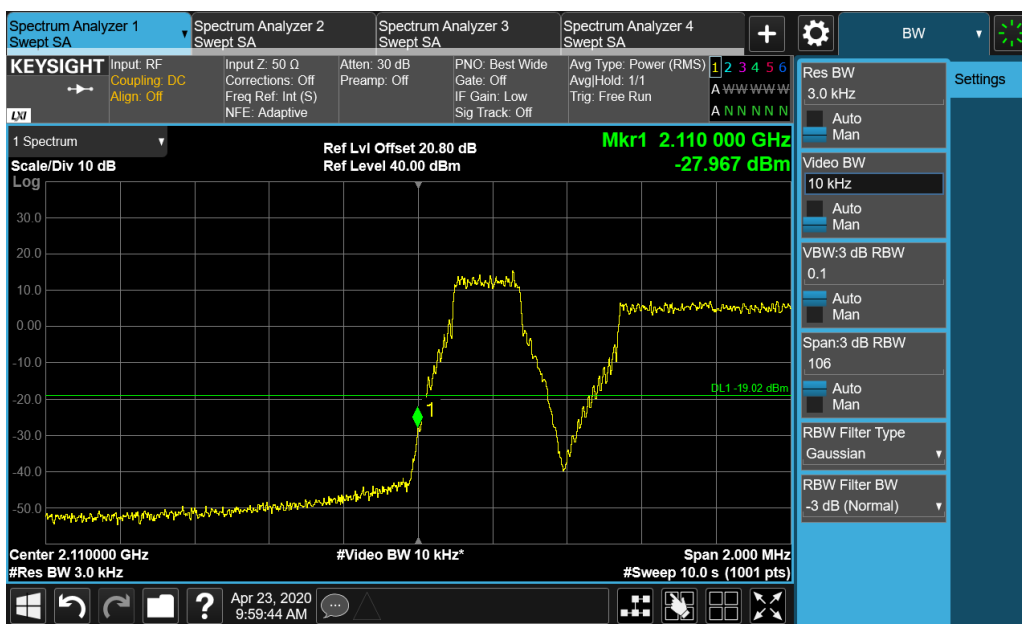 Spectrum Analyzer 1
Swept SA
Spectrum Analyzer 2
Swept SA
Spectrum Analyzer 3
Swept SA
Spectrum Analyzer 4
Swept SA
+
BW
KEYSIGHT
LXI
Input: RF
Coupling: DC
Align: Off
Input Z: 50 Ω
Corrections: Off
Freq Ref: Int (S)
NFE: Adaptive
Atten: 30 dB
Preamp: Off
PNO: Best Wide
Gate: Off
IF Gain: Low
Sig Track: Off
Avg Type: Power (RMS)
Avg|Hold: 1/1
Trig: Free Run
1 2 3 4 5 6
A W W W W W
A N N N N N
1 Spectrum
Scale/Div 10 dB
Ref Lvl Offset 20.80 dB
Ref Level 40.00 dBm
Mkr1 2.110 000 GHz
-27.967 dBm
Log
30.0
20.0
10.0
0.00
-10.0
-20.0
-30.0
-40.0
-50.0
DL1 -19.02 dBm
1
Center 2.110000 GHz
#Res BW 3.0 kHz
#Video BW 10 kHz*
Span 2.000 MHz
#Sweep 10.0 s (1001 pts)
Res BW
3.0 kHz
Auto
Man
Video BW
10 kHz
Auto
Man
VBW:3 dB RBW
0.1
Auto
Man
Span:3 dB RBW
106
Auto
Man
RBW Filter Type
Gaussian
RBW Filter BW
-3 dB (Normal)
Settings
?
Apr 23, 2020
9:59:44 AM